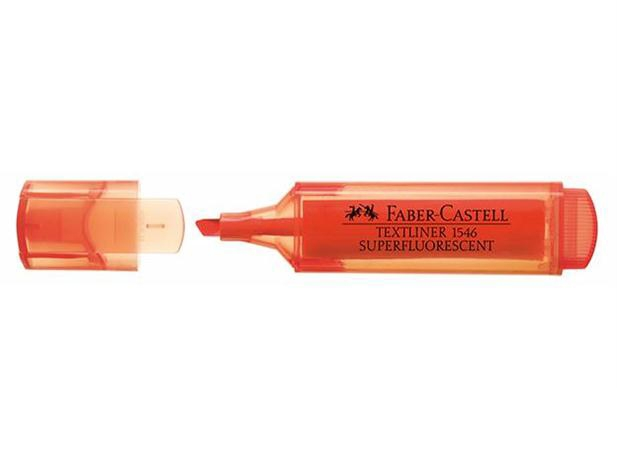 FABER-CASTELL
TEXTLINER 1546
SUPERFLUORESCENT